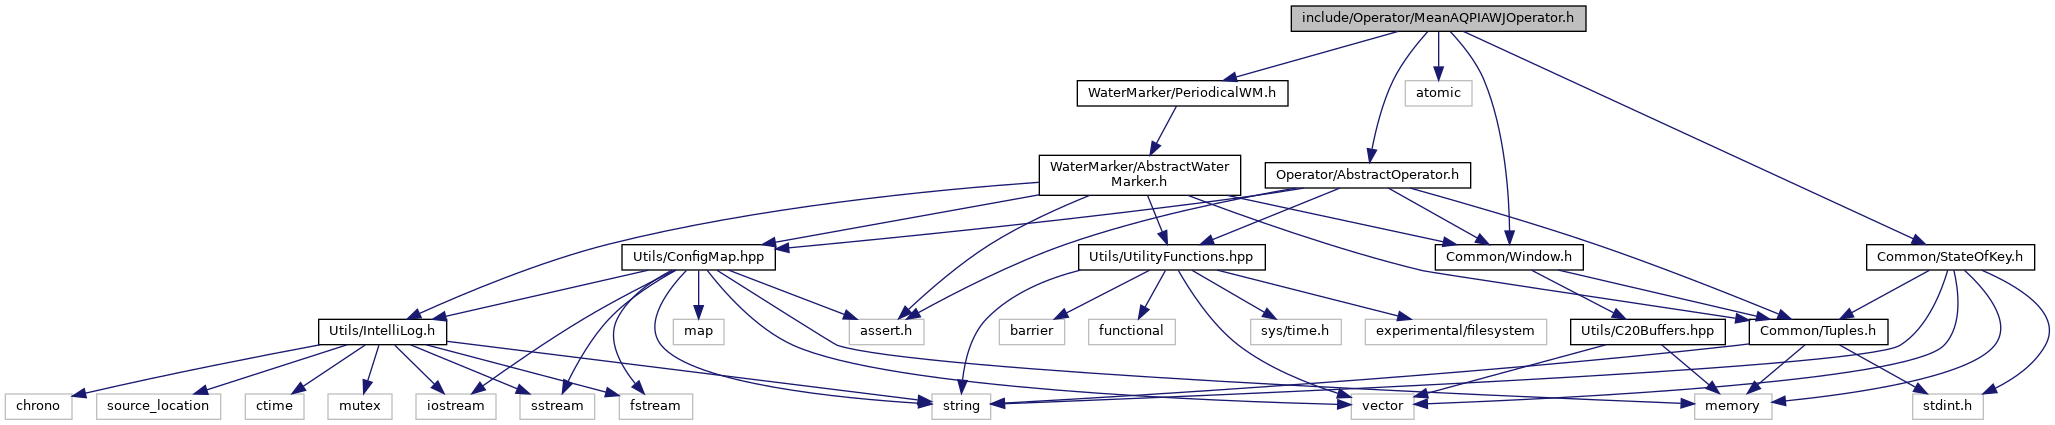 include/Operator/MeanAQPIAWJOperator.h
WaterMarker/PeriodicalWM.h
atomic
WaterMarker/AbstractWater
Marker.h
Operator/AbstractOperator.h
Utils/ConfigMap.hpp
Utils/UtilityFunctions.hpp
Common/Window.h
Common/StateOfKey.h
Utils/IntelliLog.h
map
assert.h
barrier
functional
sys/time.h
experimental/filesystem
Utils/C20Buffers.hpp
Common/Tuples.h
chrono
source_location
ctime
mutex
iostream
sstream
fstream
string
vector
memory
stdint.h